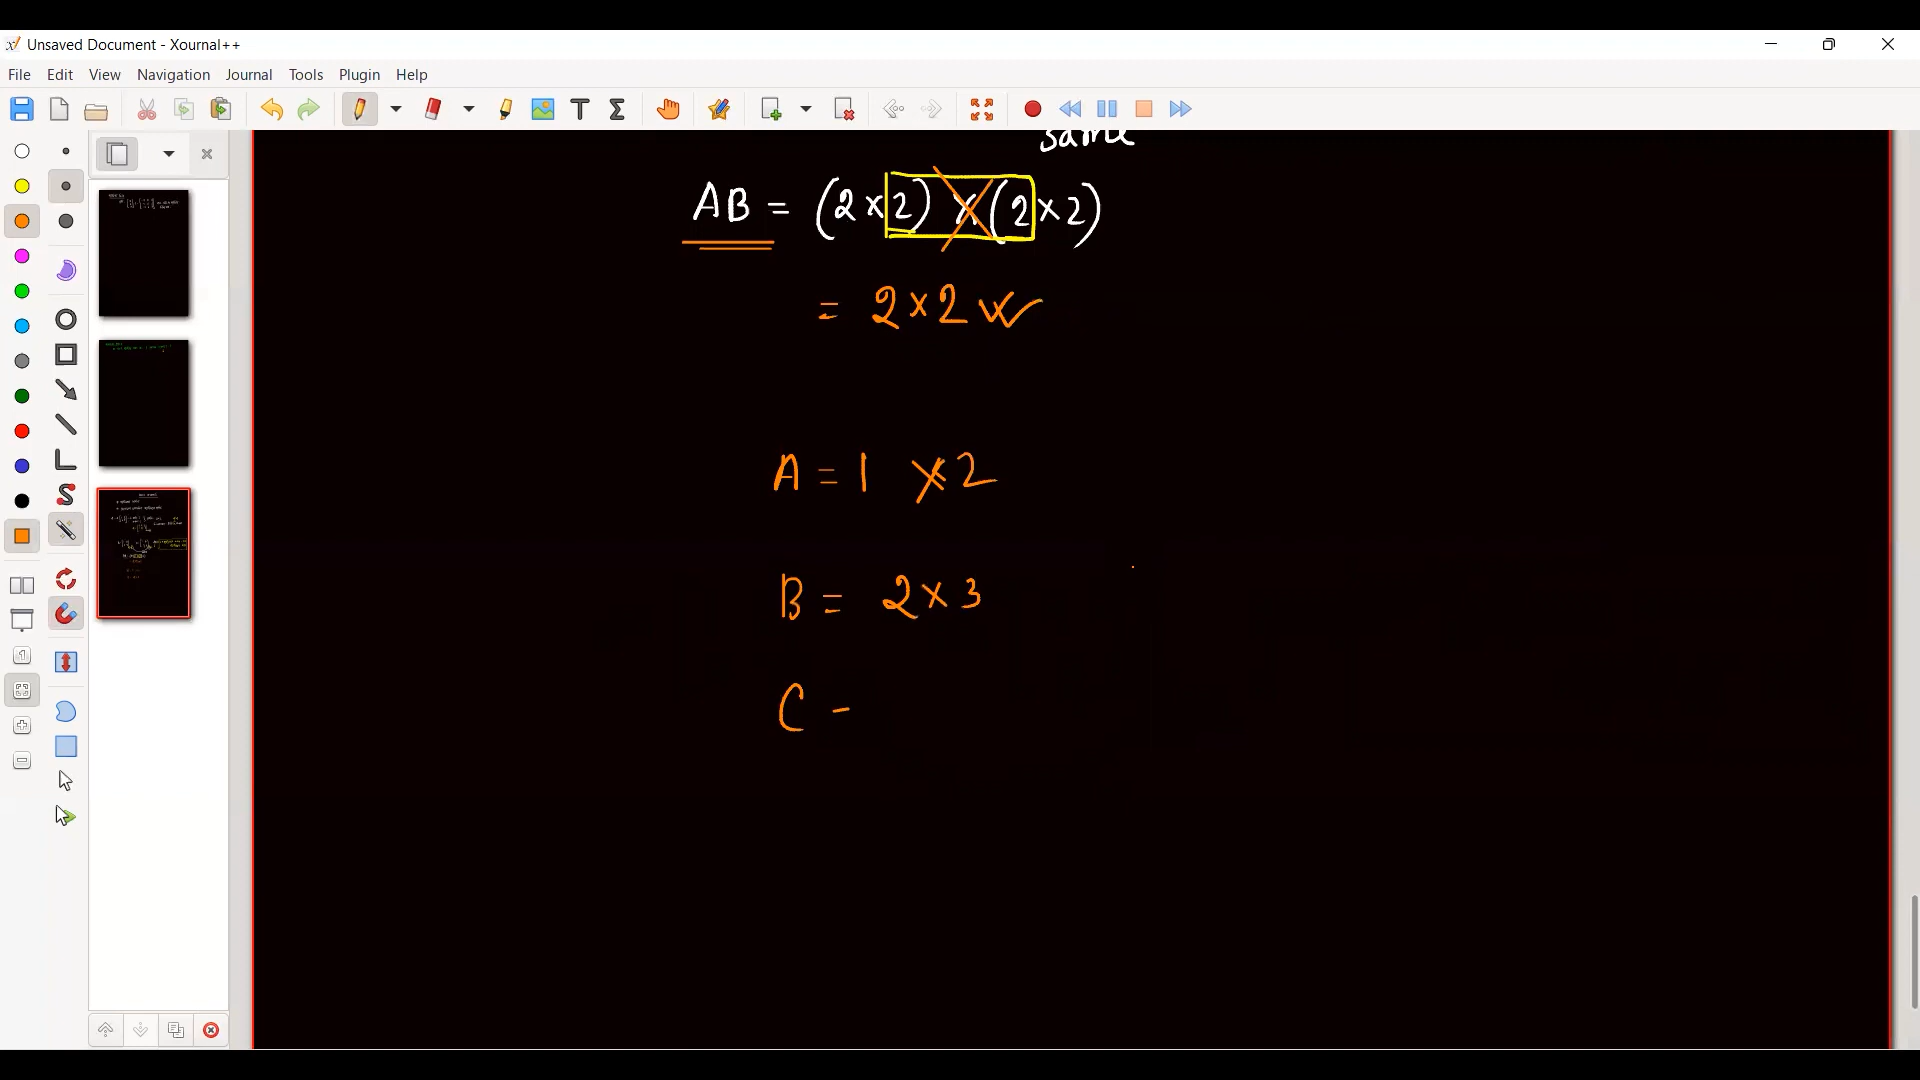 Unsaved Document - Xournal++
File Edit View Navigation Journal Tools Plugin Help
same
AB = (2×2) × (2×2)
= 2×2
A = 1 × 2
B = 2×3
C -